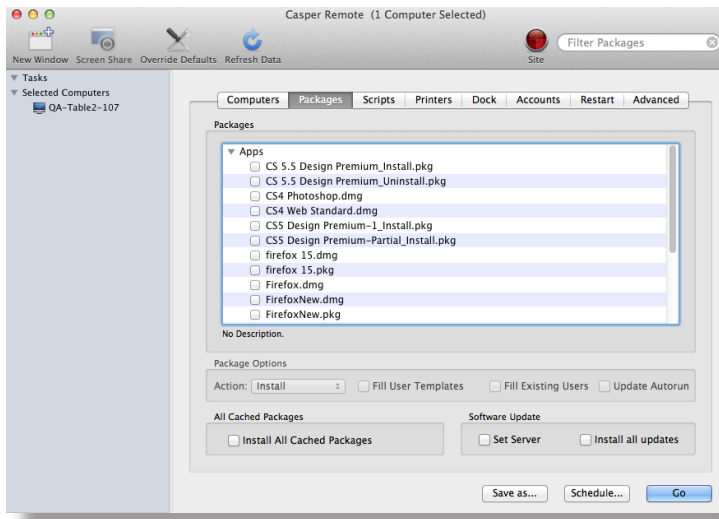 Casper Remote (1 Computer Selected)
New Window Screen Share Override Defaults Refresh Data Site Filter Packages
Tasks
Selected Computers
QA-Table2-107
Computers Packages Scripts Printers Dock Accounts Restart Advanced
Packages
Apps
CS 5.5 Design Premium_Install.pkg
CS 5.5 Design Premium_Uninstall.pkg
CS4 Photoshop.dmg
CS4 Web Standard.dmg
CS5 Design Premium-1_Install.pkg
CS5 Design Premium-Partial_Install.pkg
firefox 15.dmg
firefox 15.pkg
Firefox.dmg
FirefoxNew.dmg
FirefoxNew.pkg
No Description.
Package Options
Action: Install Fill User Templates Fill Existing Users Update Autorun
All Cached Packages Software Update
Install All Cached Packages Set Server Install all updates
Save as... Schedule... Go